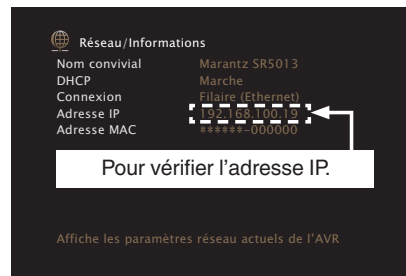 Réseau/Informations
Nom convivial Marantz SR5013
DHCP Marche
Connexion Filaire (Ethernet)
Adresse IP 192.168.100.19
Adresse MAC ******-000000
Pour vérifier l’adresse IP.
Affiche les paramètres réseau actuels de l’AVR